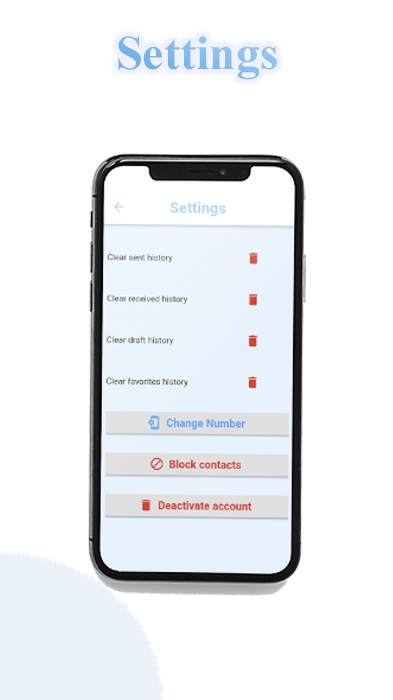 Settings
Settings
Clear sent history
Clear received history
Clear draft history
Clear favorites history
Change Number
Block contacts
Deactivate account